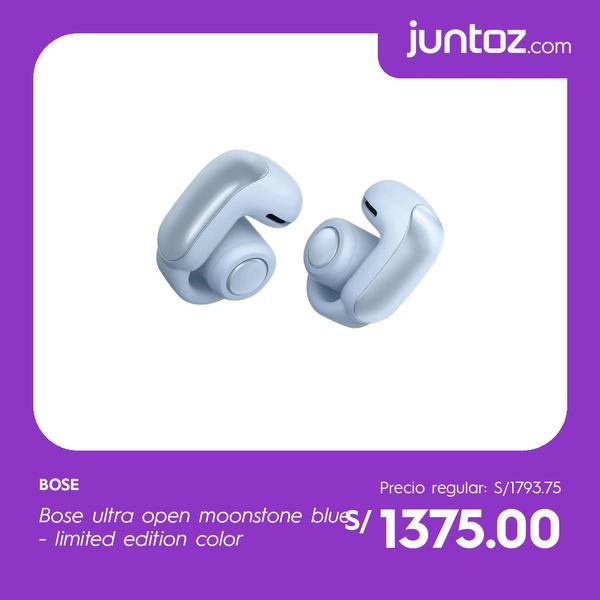 juntoz.com
BOSE
Bose ultra open moonstone blue
- limited edition color
Precio regular: S/1793.75
S/ 1375.00